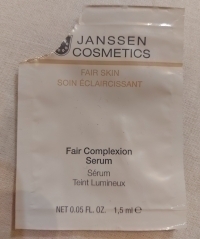 JANSSEN
COSMETICS
FAIR SKIN
SOIN ÉCLAIRCISSANT
Fair Complexion
Serum
Sérum
Teint Lumineux
NET 0.05 FL. OZ. 1,5 ml ℮